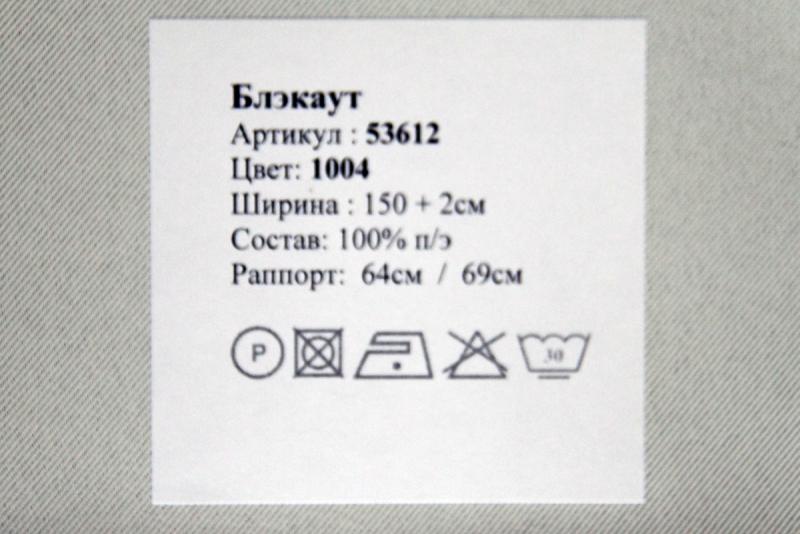 Блэкаут
Артикул : 53612
Цвет: 1004
Ширина : 150 + 2см
Состав: 100% п/э
Раппорт: 64см / 69см
P
30